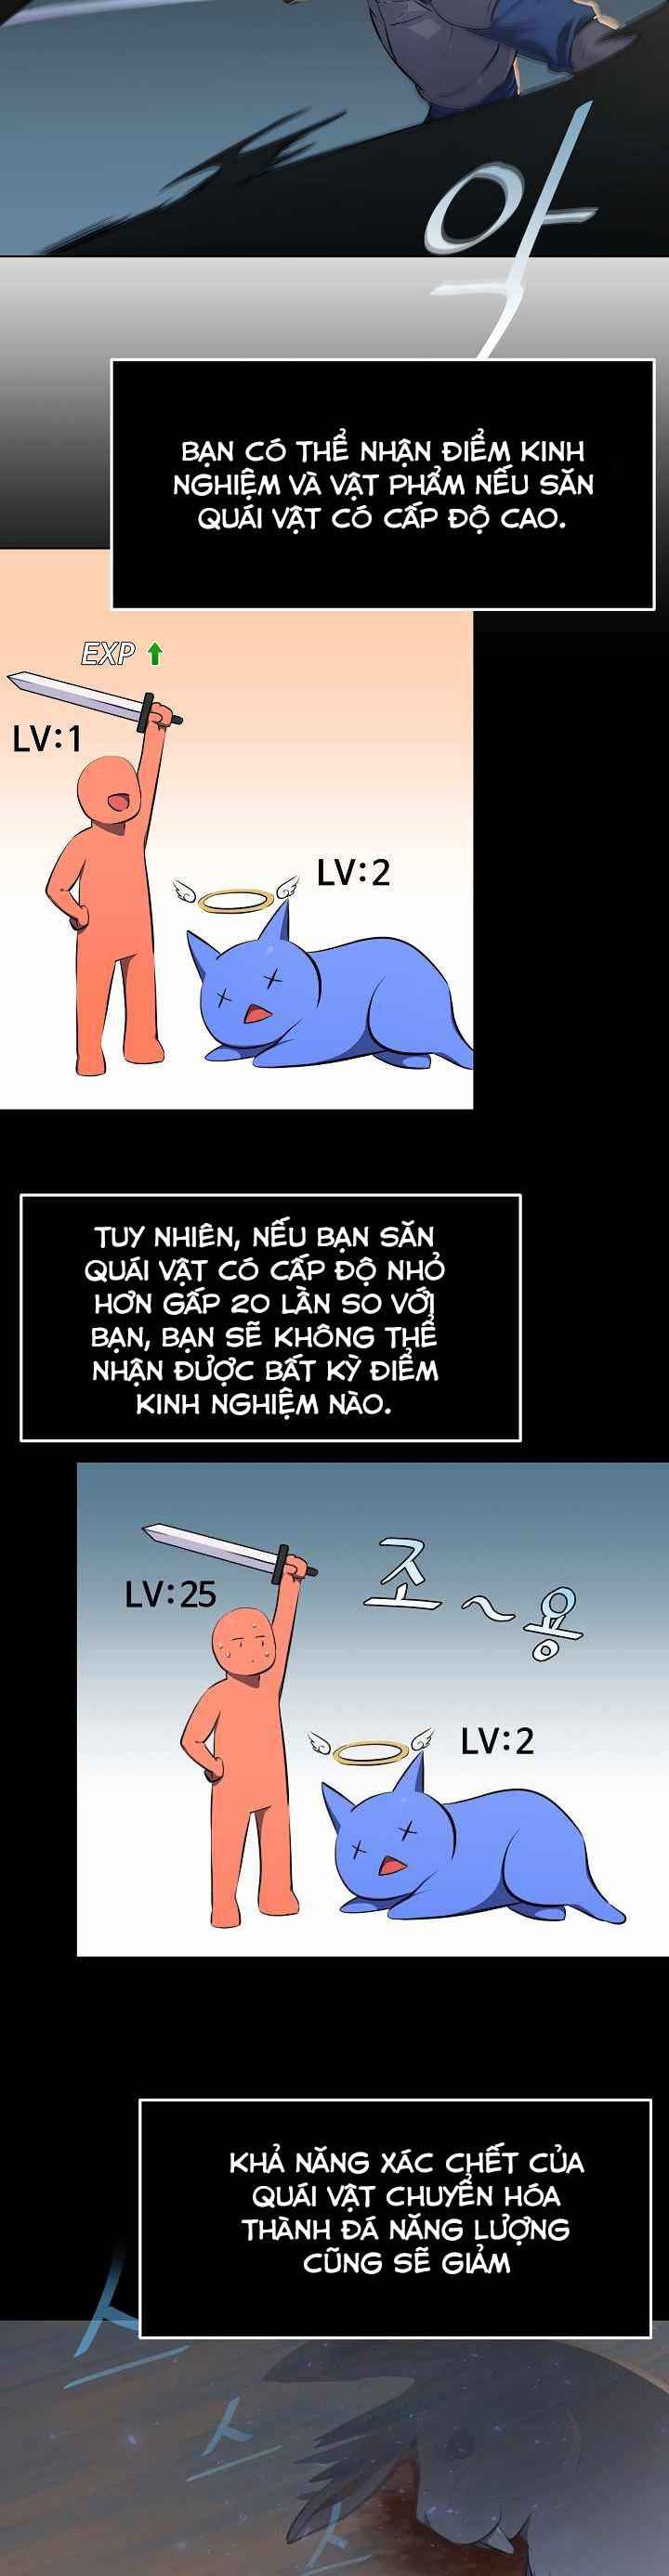 아
BẠN CÓ THỂ NHẬN ĐIỂM KINH
NGHIỆM VÀ VẬT PHẨM NẾU SĂN
QUÁI VẬT CÓ CẤP ĐỘ CAO.
EXP
LV:1
LV:2
TUY NHIÊN, NẾU BẠN SĂN
QUÁI VẬT CÓ CẤP ĐỘ NHỎ
HƠN GẤP 20 LẦN SO VỚI
BẠN, BẠN SẼ KHÔNG THỂ
NHẬN ĐƯỢC BẤT KỲ ĐIỂM
KINH NGHIỆM NÀO.
조~용
LV:25
LV:2
KHẢ NĂNG XÁC CHẾT CỦA
QUÁI VẬT CHUYỂN HÓA
THÀNH ĐÁ NĂNG LƯỢNG
CŨNG SẼ GIẢM
스
스